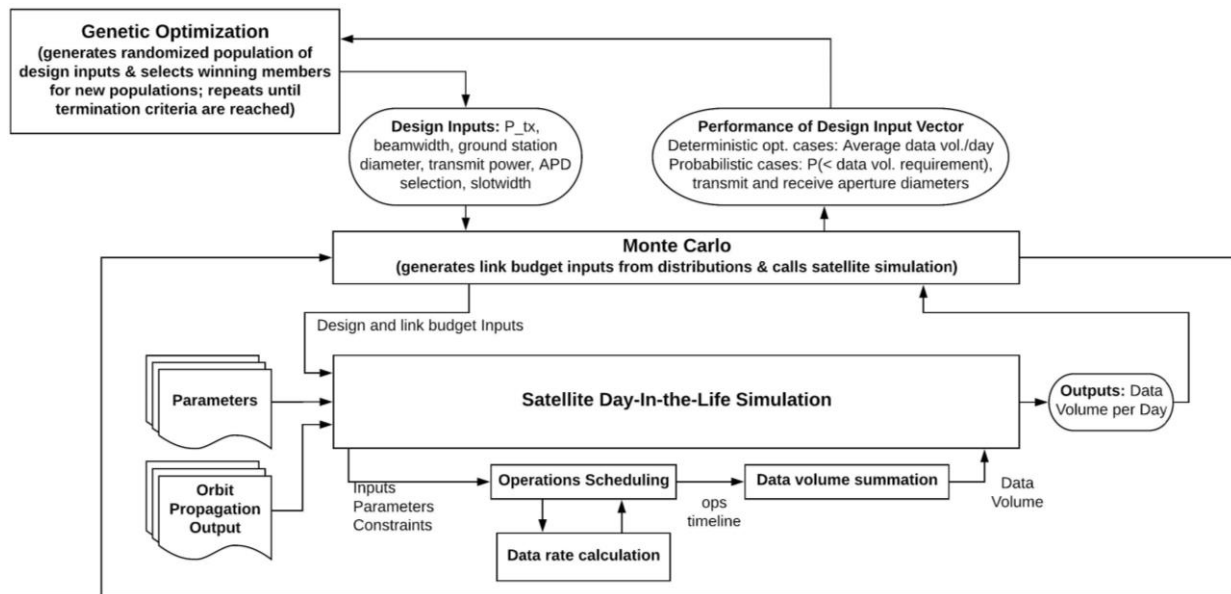 Genetic Optimization
(generates randomized population of
design inputs & selects winning members
for new populations; repeats until
termination criteria are reached)
Design Inputs: P_tx,
beamwidth, ground station
diameter, transmit power, APD
selection, slotwidth
Performance of Design Input Vector
Deterministic opt. cases: Average data vol./day
Probabilistic cases: P(< data vol. requirement),
transmit and receive aperture diameters
Monte Carlo
(generates link budget inputs from distributions & calls satellite simulation)
Design and link budget Inputs
Parameters
Satellite Day-In-the-Life Simulation
Outputs: Data
Volume per Day
Orbit
Propagation
Output
Inputs
Parameters
Constraints
Operations Scheduling
ops
timeline
Data volume summation
Data
Volume
Data rate calculation